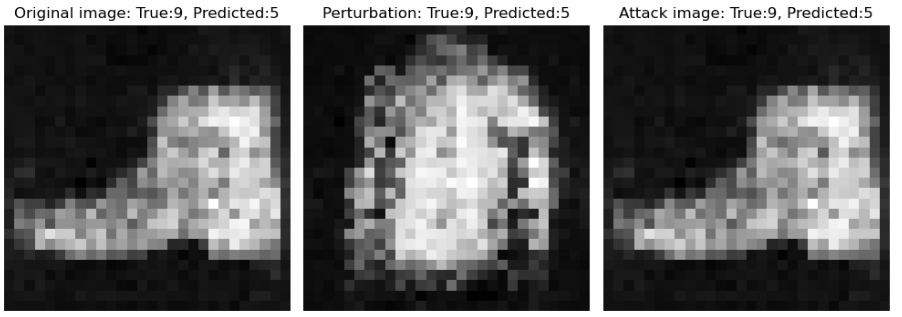 Original image: True:9, Predicted:5
Perturbation: True:9, Predicted:5
Attack image: True:9, Predicted:5